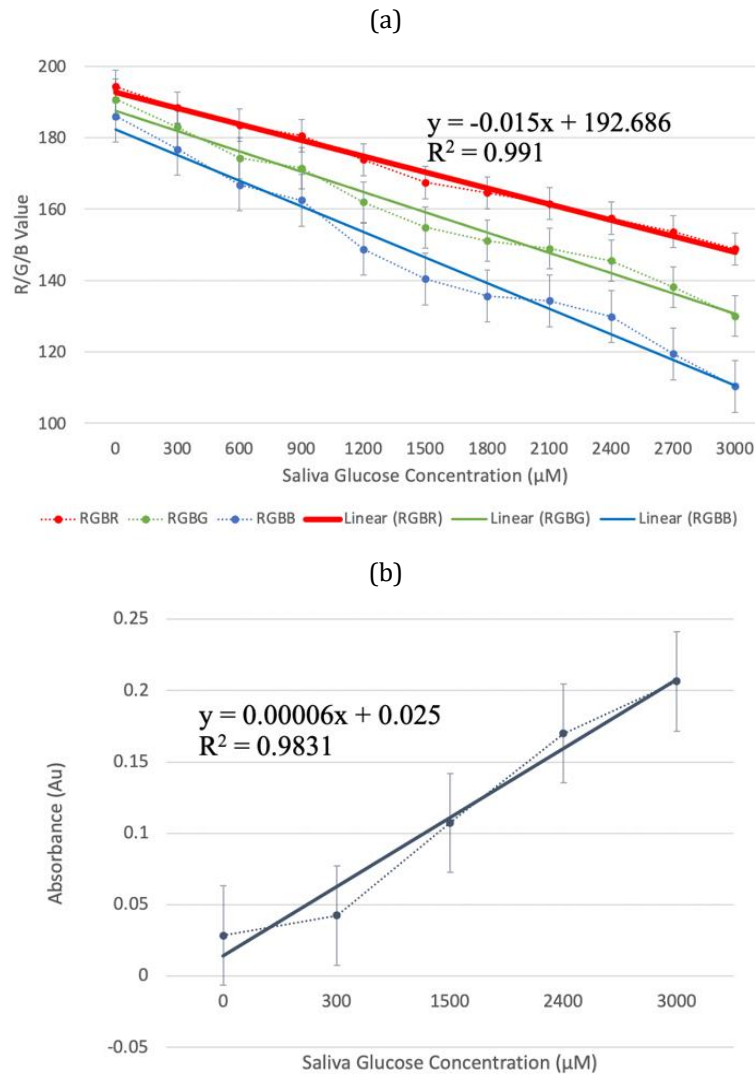 (a)
200
180
160
140
120
100
R/G/B Value
y = -0.015x + 192.686
R² = 0.991
0 300 600 900 1200 1500 1800 2100 2400 2700 3000
Saliva Glucose Concentration (µM)
RGBR RGBG RGBB Linear (RGBR) Linear (RGBG) Linear (RGBB)
(b)
0.25
0.2
0.15
0.1
0.05
0
-0.05
Absorbance (Au)
y = 0.00006x + 0.025
R² = 0.9831
0 300 1500 2400 3000
Saliva Glucose Concentration (µM)